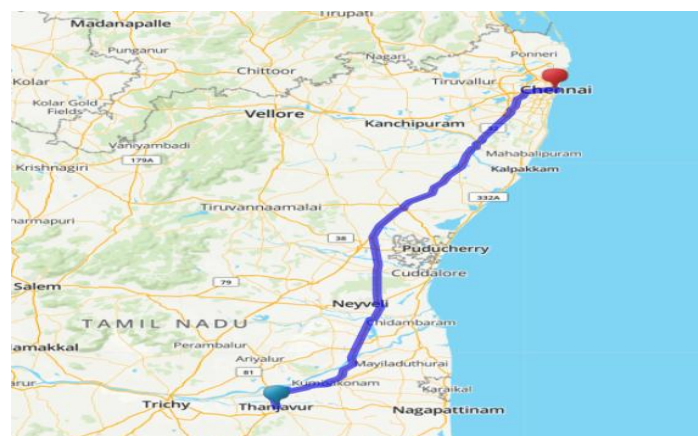 Tirupati
Madanapalle
Punganur
Nagari
Ponneri
Chittoor
Tiruvallur
Kolar
Chennai
Kolar Gold
Fields
Vellore
Kanchipuram
Vaniyambadi
179A
Mahabalipuram
Krishnagiri
Kalpakkam
332A
Tiruvannaamalai
harmapuri
38
Puducherry
Cuddalore
79
Salem
Neyveli
TAMIL NADU
Chidambaram
amakkal
Perambalur
Ariyalur
Mayiladuthurai
81
Kumbakonam
arur
Karaikal
Trichy
Thanjavur
Nagapattinam